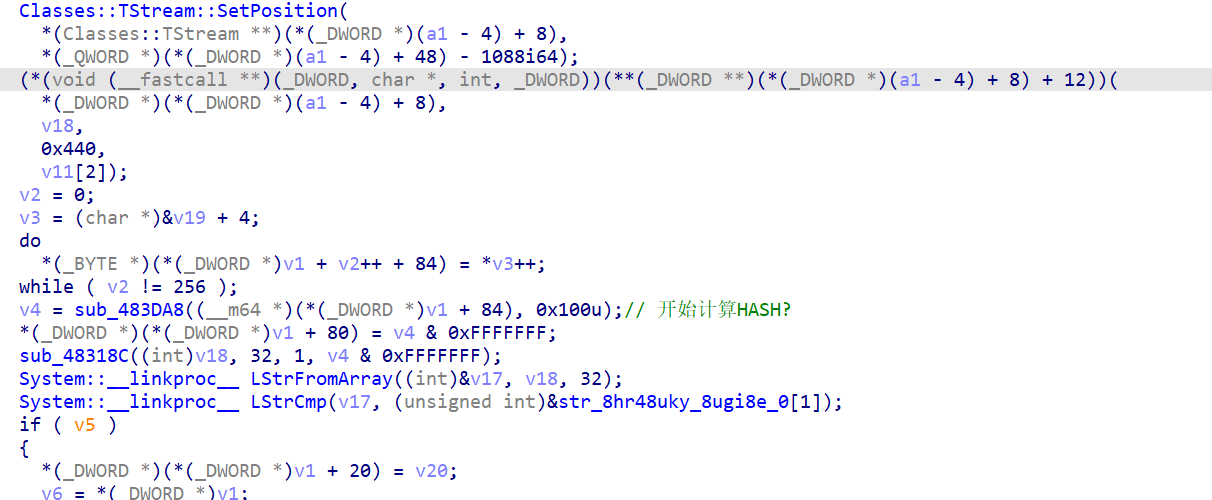 Classes::TStream::SetPosition(
*(Classes::TStream **)(*(_DWORD *)(a1 - 4) + 8),
*(_QWORD *)(*(_DWORD *)(a1 - 4) + 48) - 1088i64);
(*(void (__fastcall **)(_DWORD, char *, int, _DWORD))(**(_DWORD **)(*(_DWORD *)(a1 - 4) + 8) + 12))(
*(_DWORD *)(*(_DWORD *)(a1 - 4) + 8),
v18,
0x440,
v11[2]);
v2 = 0;
v3 = (char *)&v19 + 4;
do
*(_BYTE *)(*(_DWORD *)v1 + v2++ + 84) = *v3++;
while ( v2 != 256 );
v4 = sub_483DA8((__m64 *)(*(_DWORD *)v1 + 84), 0x100u);// 开始计算HASH?
*(_DWORD *)(*(_DWORD *)v1 + 80) = v4 & 0xFFFFFFF;
sub_48318C((int)v18, 32, 1, v4 & 0xFFFFFFF);
System::__linkproc__ LStrFromArray((int)&v17, v18, 32);
System::__linkproc__ LStrCmp(v17, (unsigned int)&str_8hr48uky_8ugi8e_0[1]);
if ( v5 )
{
*(_DWORD *)(*(_DWORD *)v1 + 20) = v20;
v6 = *(_DWORD *)v1;